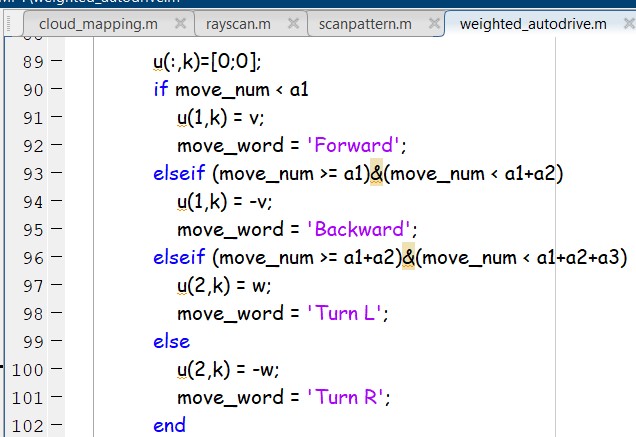 weighted_autodrive.m
cloud_mapping.m rayscan.m scanpattern.m weighted_autodrive.m
89 u(:,k)=[0;0];
90 if move_num < a1
91 u(1,k) = v;
92 move_word = 'Forward';
93 elseif (move_num >= a1)&(move_num < a1+a2)
94 u(1,k) = -v;
95 move_word = 'Backward';
96 elseif (move_num >= a1+a2)&(move_num < a1+a2+a3)
97 u(2,k) = w;
98 move_word = 'Turn L';
99 else
100 u(2,k) = -w;
101 move_word = 'Turn R';
102 end